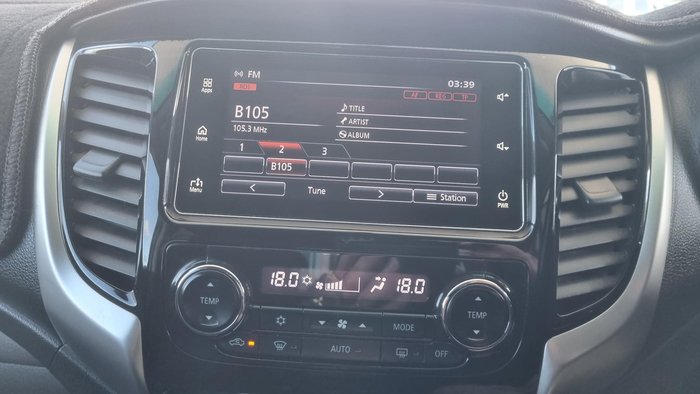 FM
03:39
Apps
RDS
AF REG TP
B105
TITLE
105.3 MHz
ARTIST
ALBUM
Home
1 2 3
B105
Menu
< Tune > Station
PWR
18.0 18.0
TEMP
TEMP
MODE
AUTO
OFF